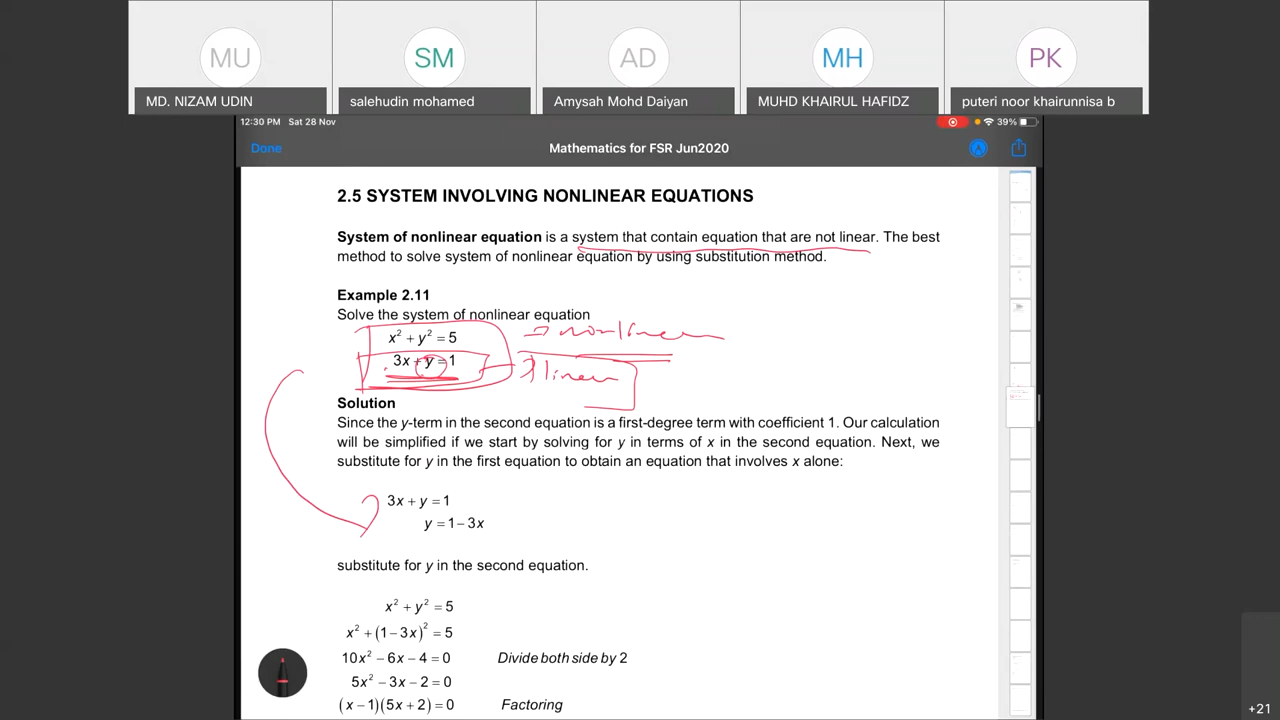 MU
SM
AD
MH
PK
MD. NIZAM UDIN
salehudin mohamed
Amysah Mohd Daiyan
MUHD KHAIRUL HAFIDZ
puteri noor khairunnisa b
12:30 PM Sat 28 Nov
39%
Done
Mathematics for FSR Jun2020
2.5 SYSTEM INVOLVING NONLINEAR EQUATIONS
System of nonlinear equation is a system that contain equation that are not linear. The best
method to solve system of nonlinear equation by using substitution method.
Example 2.11
Solve the system of nonlinear equation
x² + y² = 5
→ nonlinear
3x + y = 1
linear
Solution
Since the y-term in the second equation is a first-degree term with coefficient 1. Our calculation
will be simplified if we start by solving for y in terms of x in the second equation. Next, we
substitute for y in the first equation to obtain an equation that involves x alone:
3x + y = 1
y = 1 − 3x
substitute for y in the second equation.
x² + y² = 5
x² + (1 − 3x)² = 5
10x² − 6x − 4 = 0 Divide both side by 2
5x² − 3x − 2 = 0
(x − 1)(5x + 2) = 0 Factoring
+21